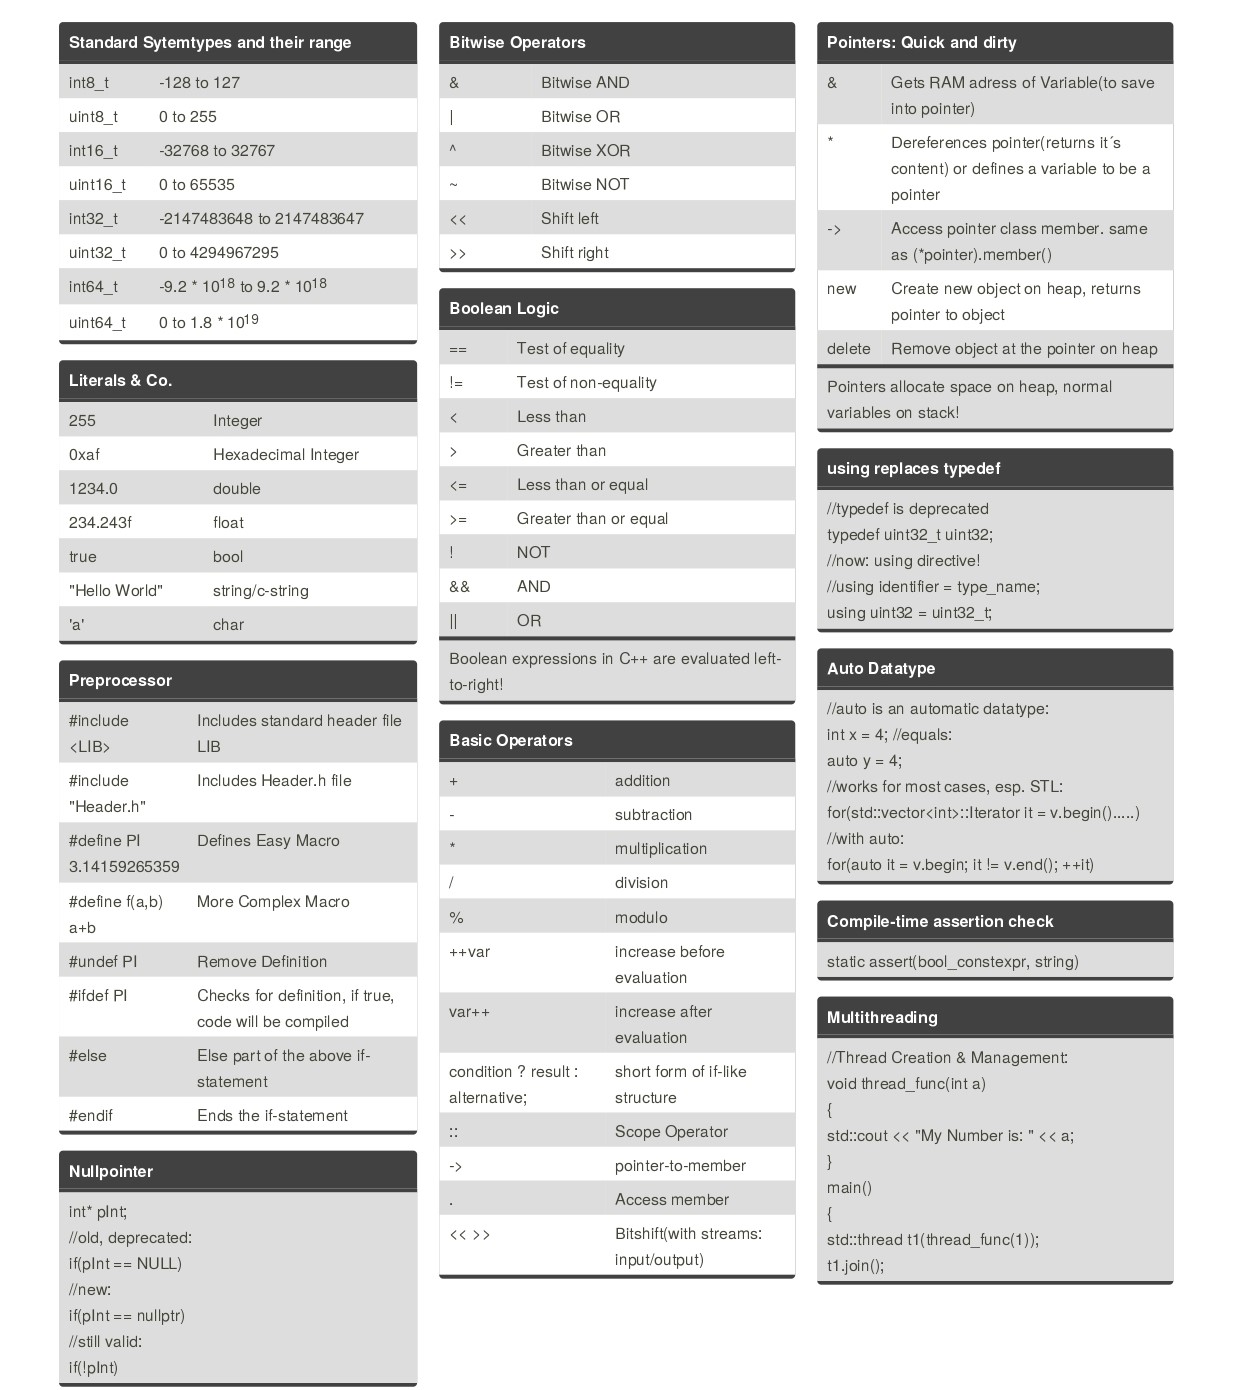 Standard Sytemtypes and their range
int8_t -128 to 127
uint8_t 0 to 255
int16_t -32768 to 32767
uint16_t 0 to 65535
int32_t -2147483648 to 2147483647
uint32_t 0 to 4294967295
int64_t -9.2 * 10^18 to 9.2 * 10^18
uint64_t 0 to 1.8 * 10^19
Literals & Co.
255 Integer
0xaf Hexadecimal Integer
1234.0 double
234.243f float
true bool
"Hello World" string/c-string
'a' char
Preprocessor
#include Includes standard header file
<LIB> LIB
#include Includes Header.h file
"Header.h"
#define PI Defines Easy Macro
3.14159265359
#define f(a,b) More Complex Macro
a+b
#undef PI Remove Definition
#ifdef PI Checks for definition, if true,
code will be compiled
#else Else part of the above if-
statement
#endif Ends the if-statement
Nullpointer
int* pInt;
//old, deprecated:
if(pInt == NULL)
//new:
if(pInt == nullptr)
//still valid:
if(!pInt)
Bitwise Operators
& Bitwise AND
| Bitwise OR
^ Bitwise XOR
~ Bitwise NOT
<< Shift left
>> Shift right
Boolean Logic
== Test of equality
!= Test of non-equality
< Less than
> Greater than
<= Less than or equal
>= Greater than or equal
! NOT
&& AND
|| OR
Boolean expressions in C++ are evaluated left-
to-right!
Basic Operators
+ addition
- subtraction
* multiplication
/ division
% modulo
++var increase before
evaluation
var++ increase after
evaluation
condition ? result : short form of if-like
alternative; structure
:: Scope Operator
-> pointer-to-member
. Access member
<< >> Bitshift(with streams:
input/output)
Pointers: Quick and dirty
& Gets RAM adress of Variable(to save
into pointer)
* Dereferences pointer(returns it´s
content) or defines a variable to be a
pointer
-> Access pointer class member. same
as (*pointer).member()
new Create new object on heap, returns
pointer to object
delete Remove object at the pointer on heap
Pointers allocate space on heap, normal
variables on stack!
using replaces typedef
//typedef is deprecated
typedef uint32_t uint32;
//now: using directive!
//using identifier = type_name;
using uint32 = uint32_t;
Auto Datatype
//auto is an automatic datatype:
int x = 4; //equals:
auto y = 4;
//works for most cases, esp. STL:
for(std::vector<int>::Iterator it = v.begin().....)
//with auto:
for(auto it = v.begin; it != v.end(); ++it)
Compile-time assertion check
static assert(bool_constexpr, string)
Multithreading
//Thread Creation & Management:
void thread_func(int a)
{
std::cout << "My Number is: " << a;
}
main()
{
std::thread t1(thread_func(1));
t1.join();